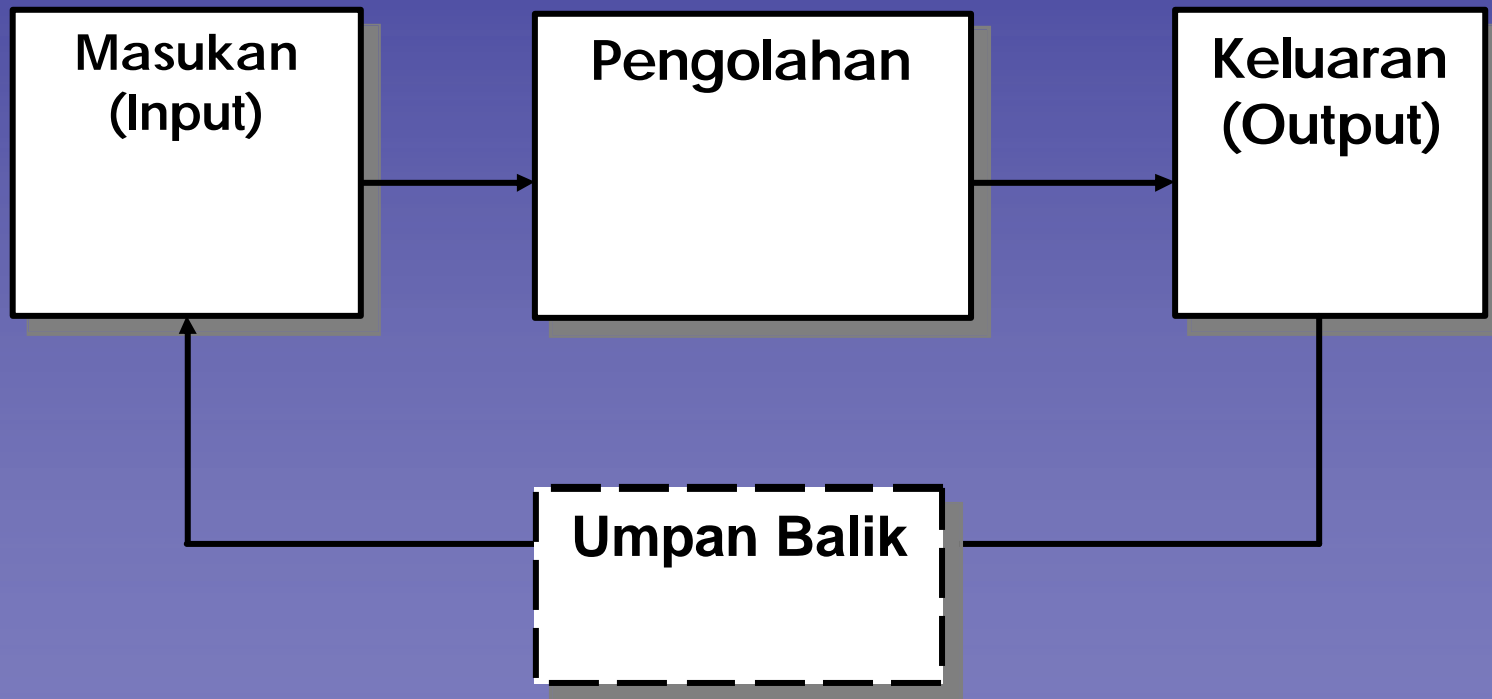 Masukan
(Input)
Pengolahan
Keluaran
(Output)
Umpan Balik